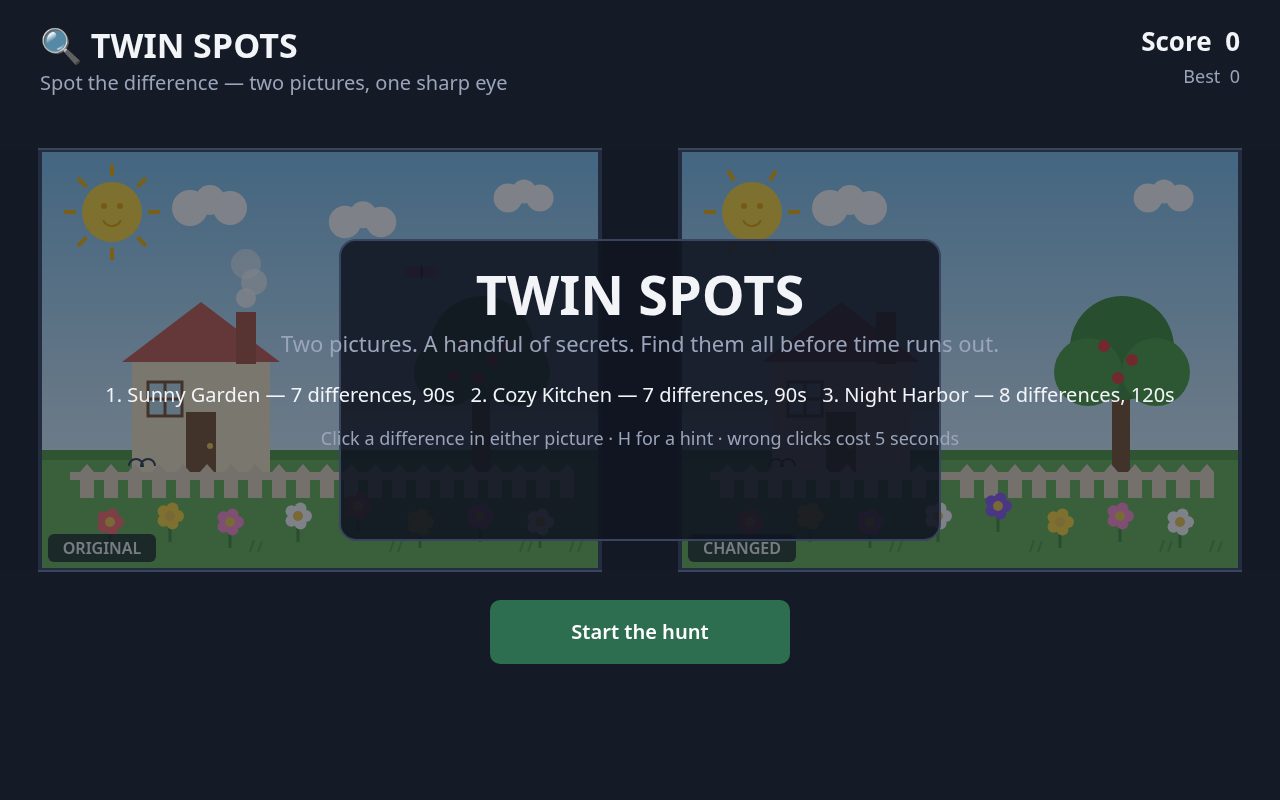 TWIN SPOTS
Score 0
Spot the difference — two pictures, one sharp eye
Best 0
TWIN SPOTS
Two pictures. A handful of secrets. Find them all before time runs out.
1. Sunny Garden — 7 differences, 90s 2. Cozy Kitchen — 7 differences, 90s 3. Night Harbor — 8 differences, 120s
Click a difference in either picture · H for a hint · wrong clicks cost 5 seconds
ORIGINAL
CHANGED
Start the hunt